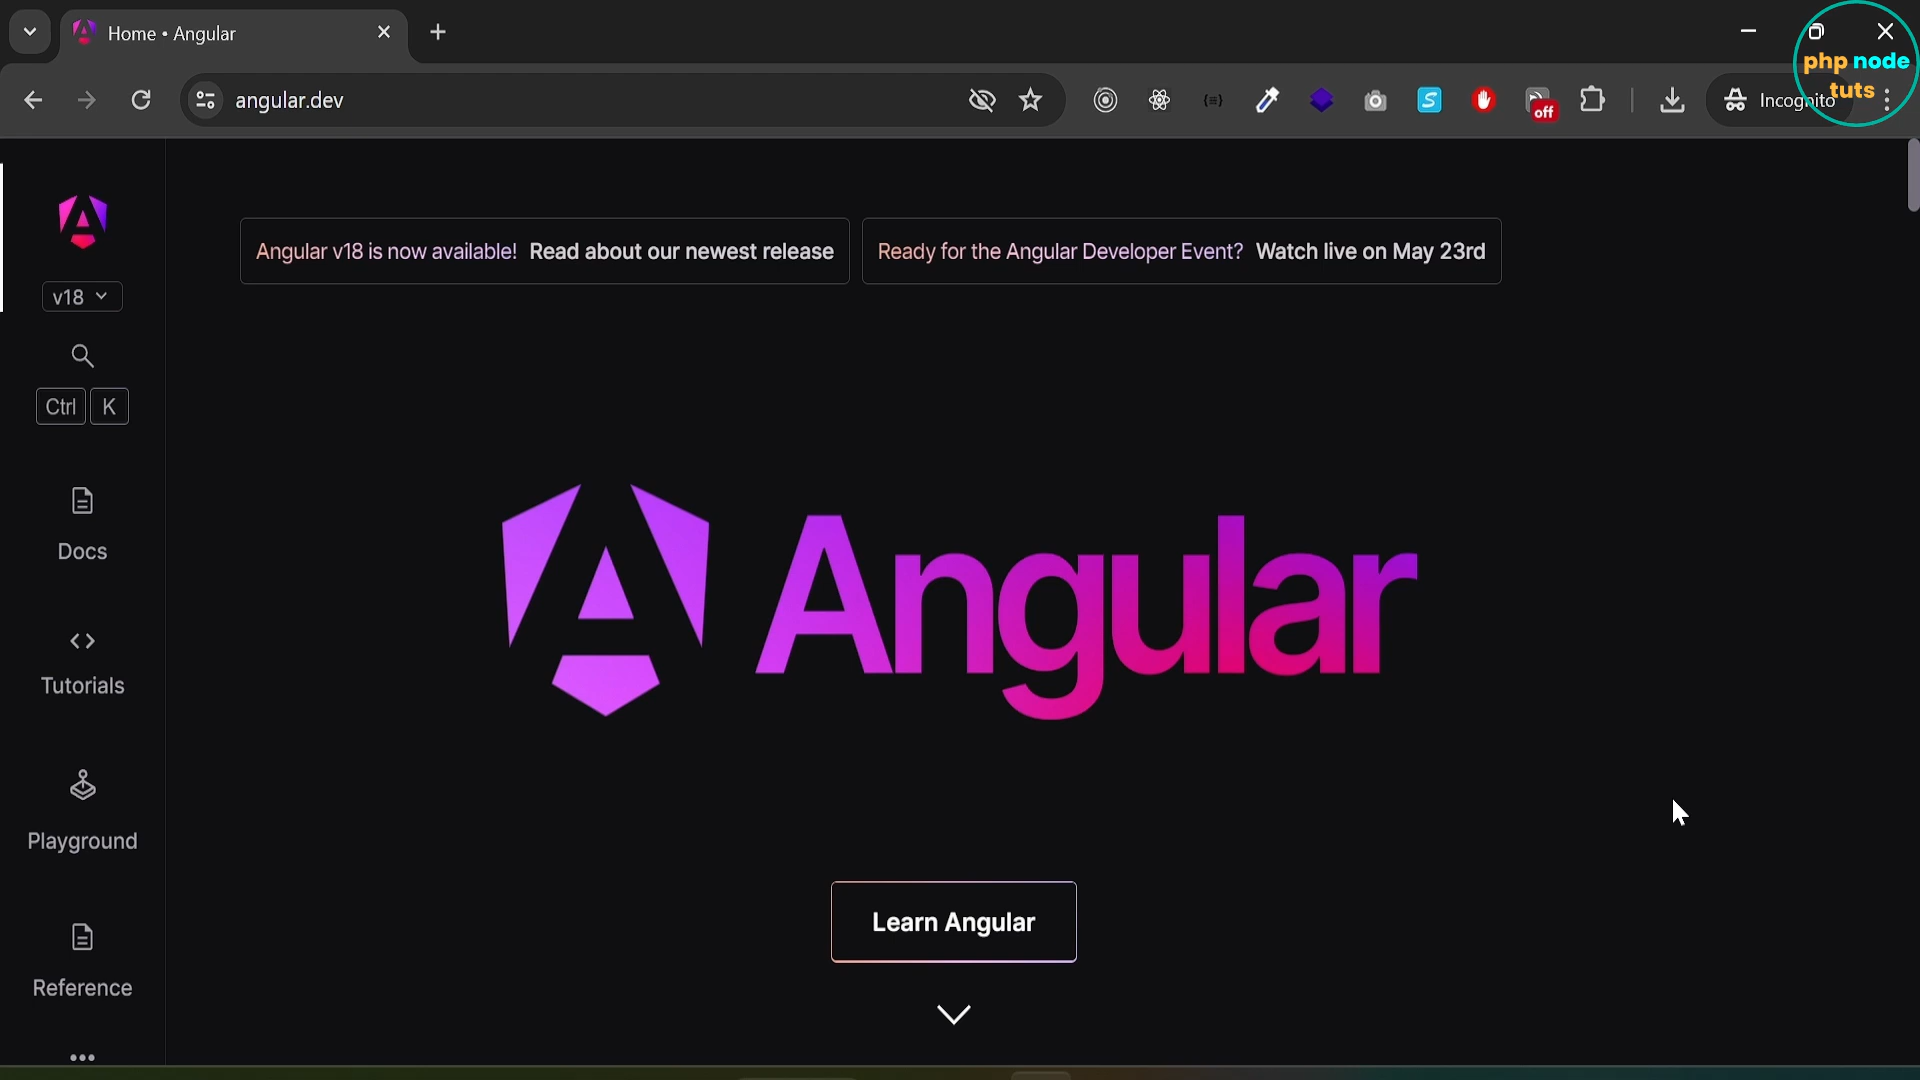 Home • Angular
angular.dev
off
Incognito
php node
tuts
Angular v18 is now available! Read about our newest release
Ready for the Angular Developer Event? Watch live on May 23rd
v18
Ctrl K
Docs
Tutorials
Playground
Reference
Angular
Learn Angular